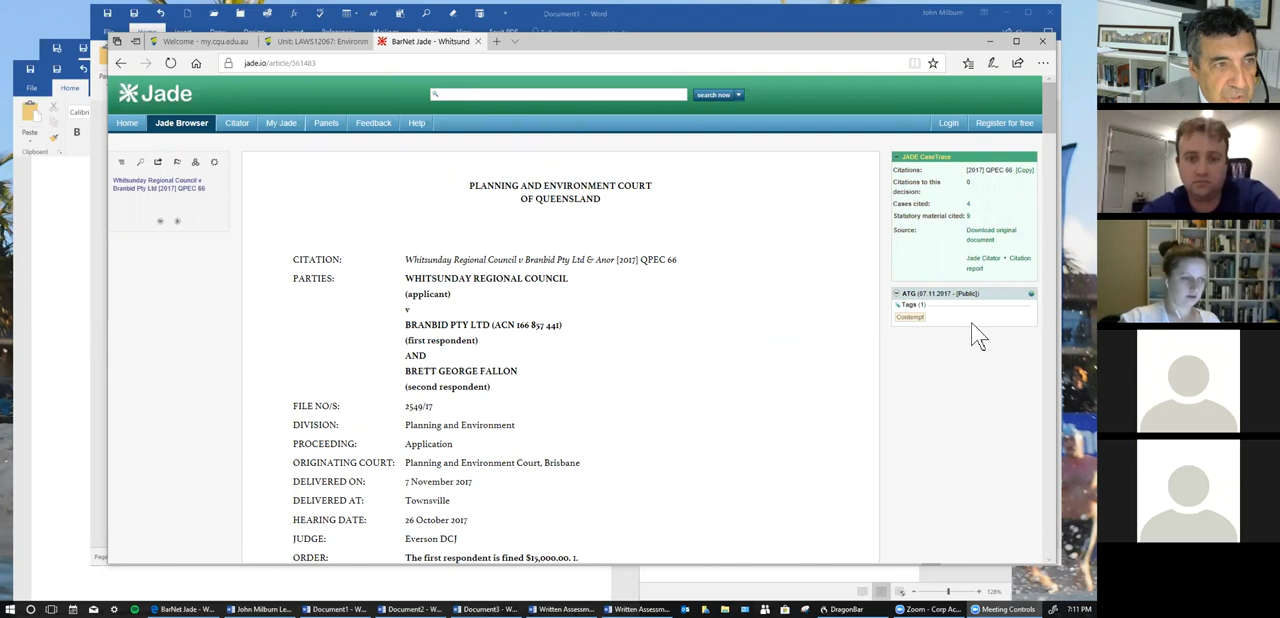 Document1 - Word
John Milburn
File
Home
Calibri
Paste
B
Clipboard
Welcome - my.cqu.edu.au
Unit: LAWS12067: Environm
BarNet Jade - Whitsund
jade.io/article/561483
Jade
search now
Home
Jade Browser
Citator
My Jade
Panels
Feedback
Help
Login
Register for free
Whitsunday Regional Council v
Branbid Pty Ltd [2017] QPEC 66
PLANNING AND ENVIRONMENT COURT
OF QUEENSLAND
CITATION: Whitsunday Regional Council v Branbid Pty Ltd & Anor [2017] QPEC 66
PARTIES: WHITSUNDAY REGIONAL COUNCIL
(applicant)
v
BRANBID PTY LTD (ACN 166 857 441)
(first respondent)
AND
BRETT GEORGE FALLON
(second respondent)
FILE NO/S: 2549/17
DIVISION: Planning and Environment
PROCEEDING: Application
ORIGINATING COURT: Planning and Environment Court, Brisbane
DELIVERED ON: 7 November 2017
DELIVERED AT: Townsville
HEARING DATE: 26 October 2017
JUDGE: Everson DCJ
ORDER: The first respondent is fined $15,000.00. 1.
JADE CaseTrace
Citations: [2017] QPEC 66 [Copy]
Citations to this decision: 0
Cases cited: 4
Statutory material cited: 9
Source: Download original
document
Jade Citator • Citation
report
ATG (07.11.2017 - [Public])
Tags (1)
Contempt
Page
128%
BarNet Jade - W...
John Milburn Le...
Document1 - W...
Document2 - W...
Document3 - W...
Written Assessm...
Written Assessm...
DragonBar
Zoom - Corp Ac...
Meeting Controls
7:11 PM